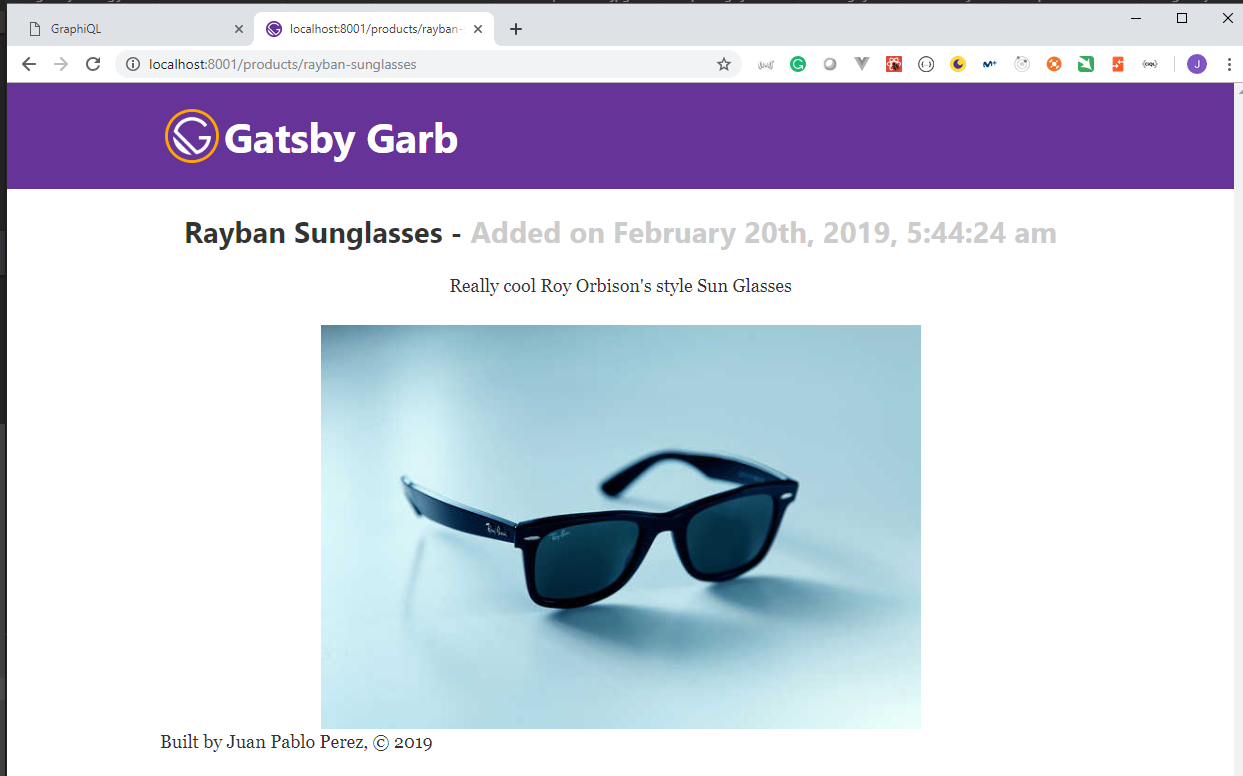 GraphiQL
localhost:8001/products/rayban-
localhost:8001/products/rayban-sunglasses
J
Gatsby Garb
Rayban Sunglasses - Added on February 20th, 2019, 5:44:24 am
Really cool Roy Orbison's style Sun Glasses
Ray-Ban
Ray-Ban
Built by Juan Pablo Perez, © 2019